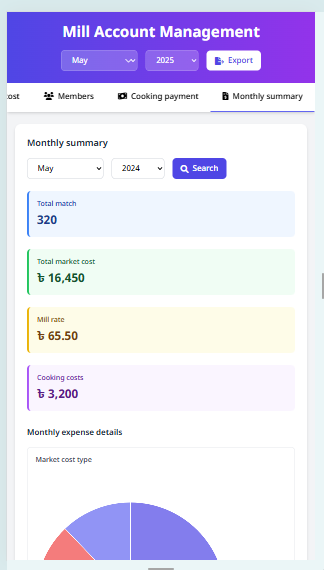 Mill Account Management
May 2025 Export
ost Members Cooking payment Monthly summary
Monthly summary
May 2024 Search
Total match
320
Total market cost
৳ 16,450
Mill rate
৳ 65.50
Cooking costs
৳ 3,200
Monthly expense details
Market cost type